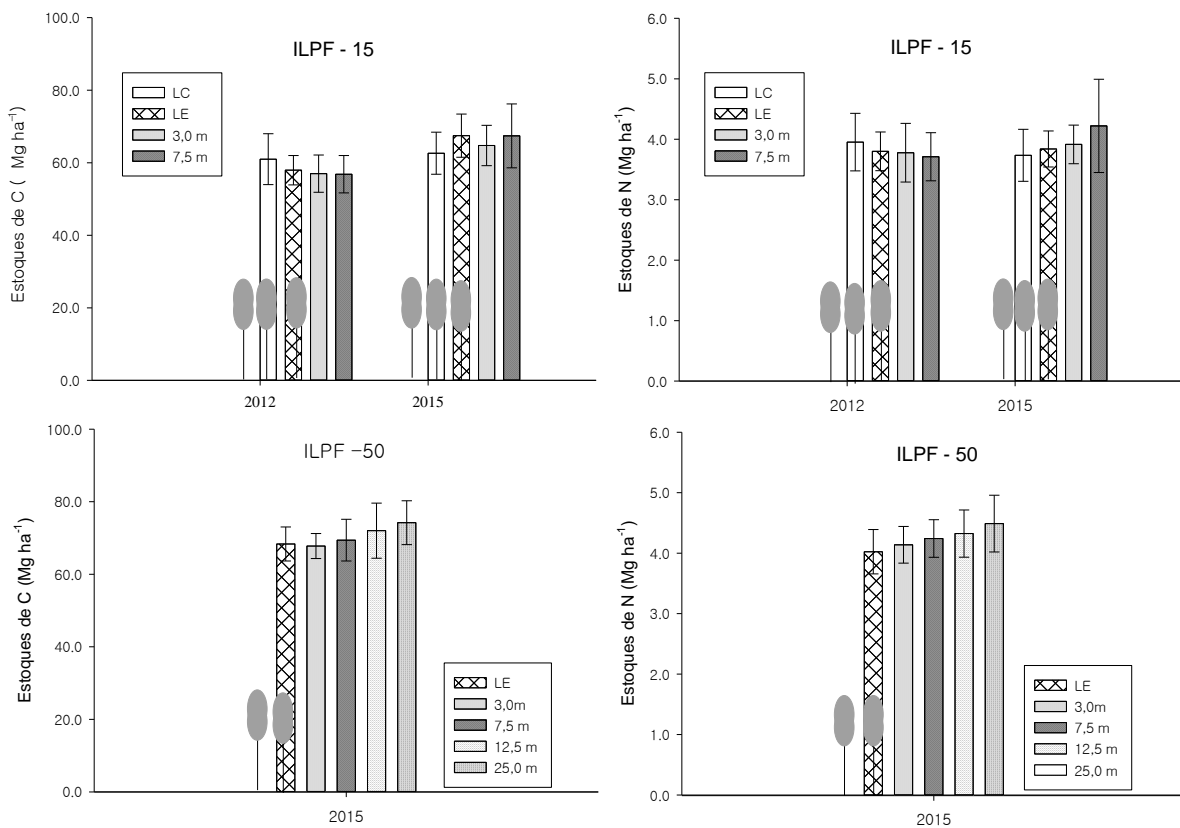 ILPF - 15
Estoques de C ( Mg ha⁻¹)
100.0
80.0
60.0
40.0
20.0
0.0
LC
LE
3,0 m
7,5 m
2012
2015
ILPF - 15
Estoques de N (Mg ha⁻¹)
6.0
5.0
4.0
3.0
2.0
1.0
0.0
LC
LE
3,0 m
7,5 m
2012
2015
ILPF −50
Estoques de C (Mg ha⁻¹)
100.0
80.0
60.0
40.0
20.0
0.0
LE
3,0m
7,5 m
12,5 m
25,0 m
2015
ILPF - 50
Estoques de N (Mg ha⁻¹)
6.0
5.0
4.0
3.0
2.0
1.0
0.0
LE
3,0m
7,5 m
12,5 m
25,0 m
2015